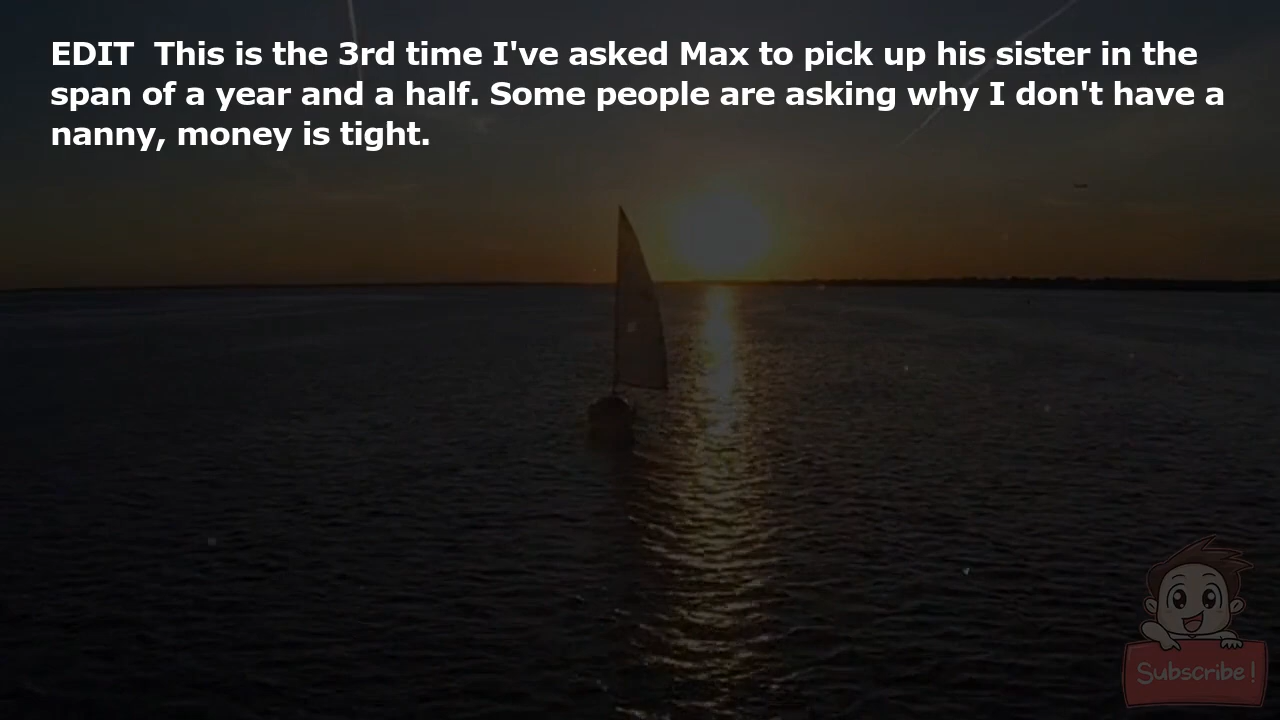 EDIT  This is the 3rd time I've asked Max to pick up his sister in the
span of a year and a half. Some people are asking why I don't have a
nanny, money is tight.
Subscribe!